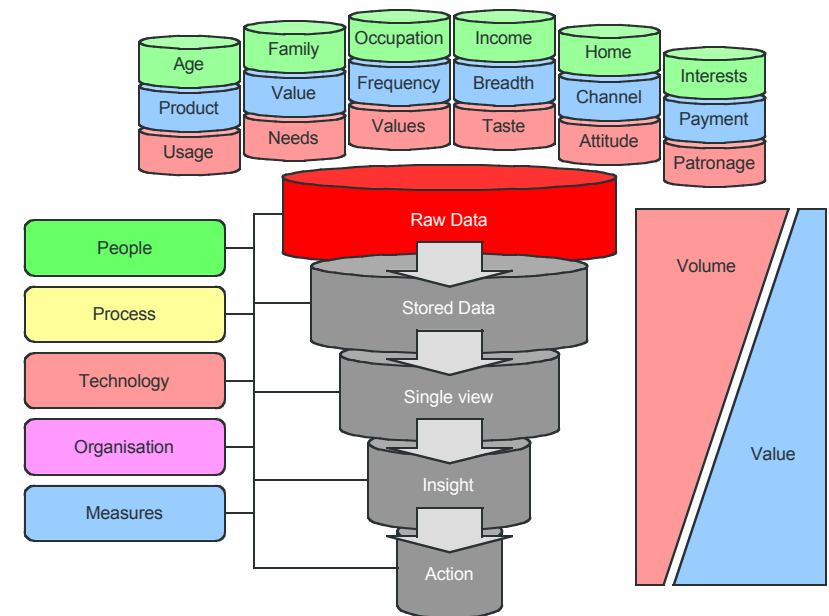 Age
Product
Usage
Family
Value
Needs
Occupation
Frequency
Values
Income
Breadth
Taste
Home
Channel
Attitude
Interests
Payment
Patronage
Raw Data
Stored Data
Single view
Insight
Action
People
Process
Technology
Organisation
Measures
Volume
Value